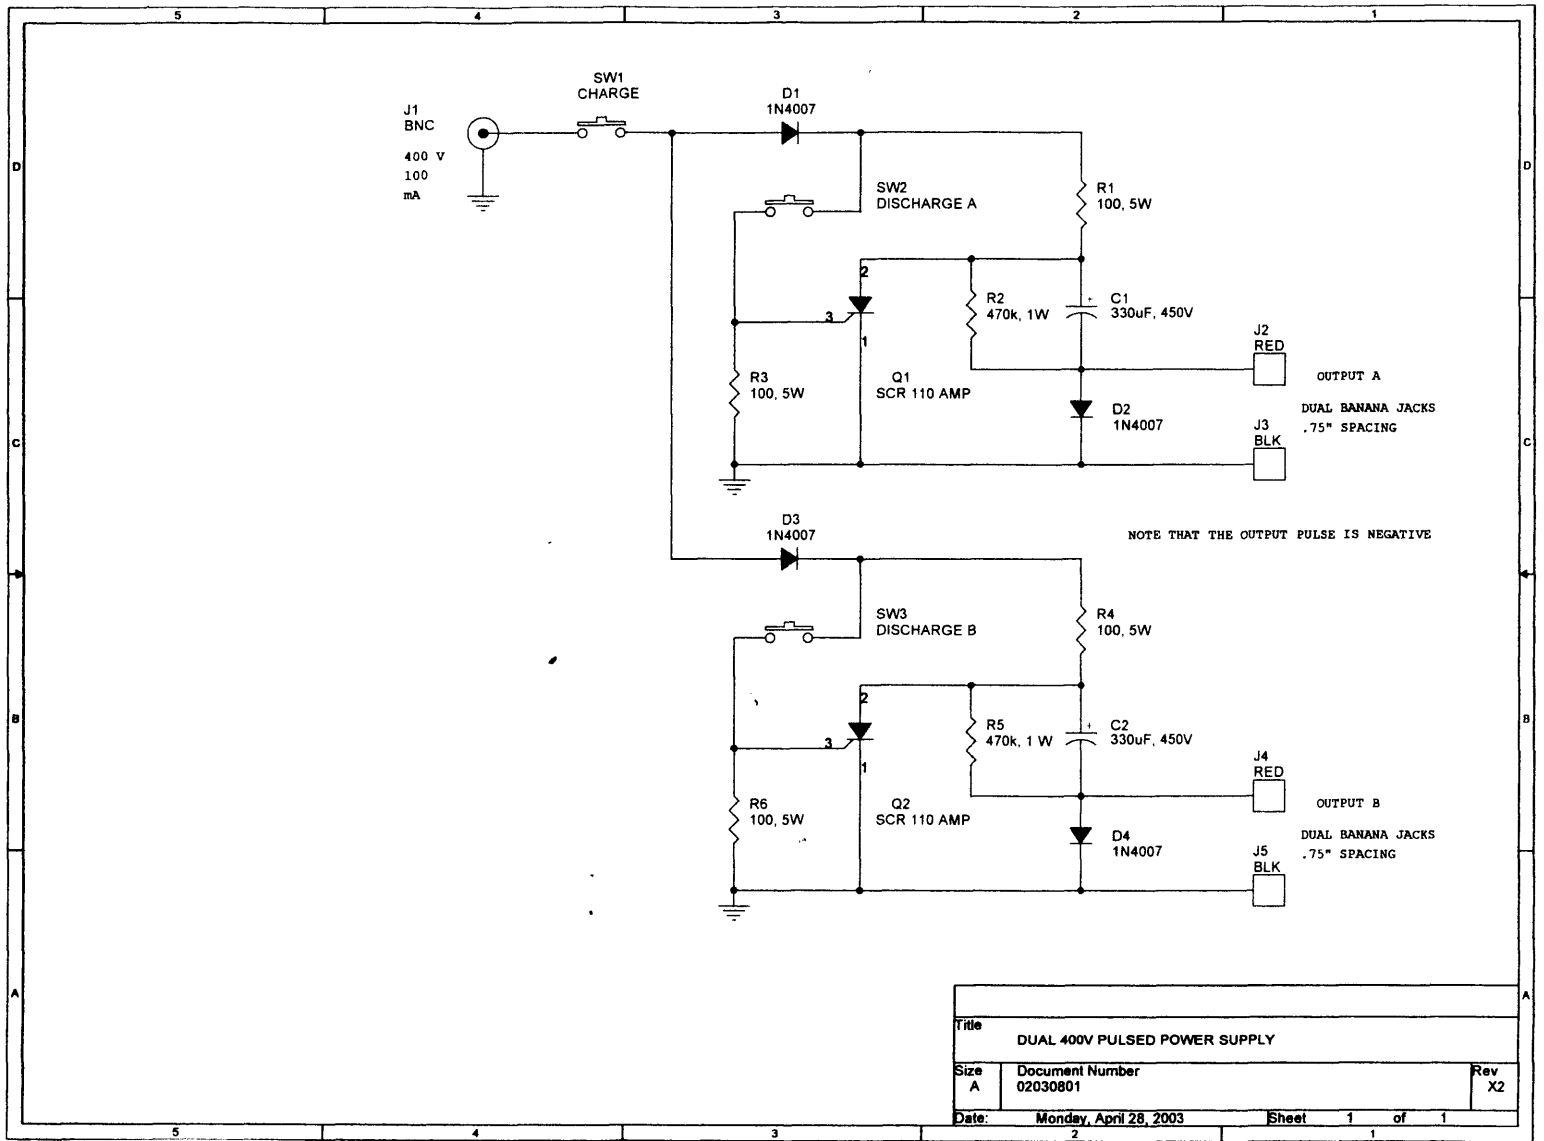 5 4 3 2 1
SW1
CHARGE
J1
BNC
400 V
100
mA
D1
1N4007
D D
SW2
DISCHARGE A
R1
100, 5W
2
3
1
R2
470k, 1W
+
C1
330uF, 450V
J2
RED
OUTPUT A
R3
100, 5W
Q1
SCR 110 AMP
D2
1N4007
DUAL BANANA JACKS
.75" SPACING
J3
BLK
C C
D3
1N4007
NOTE THAT THE OUTPUT PULSE IS NEGATIVE
SW3
DISCHARGE B
R4
100, 5W
2
3
1
R5
470k, 1 W
+
C2
330uF, 450V
B B
J4
RED
OUTPUT B
R6
100, 5W
Q2
SCR 110 AMP
D4
1N4007
DUAL BANANA JACKS
.75" SPACING
J5
BLK
A A
Title
DUAL 400V PULSED POWER SUPPLY
Size
A
Document Number
02030801
Rev
X2
Date: Monday, April 28, 2003 Sheet 1 of 1
5 4 3 2 1